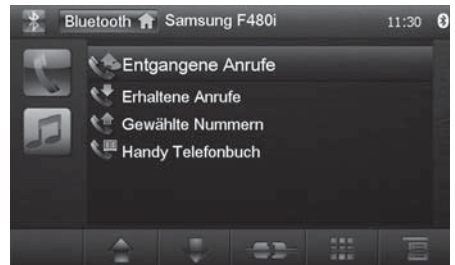 Bluetooth Samsung F480i 11:30
Entgangene Anrufe
Erhaltene Anrufe
Gewählte Nummern
Handy Telefonbuch